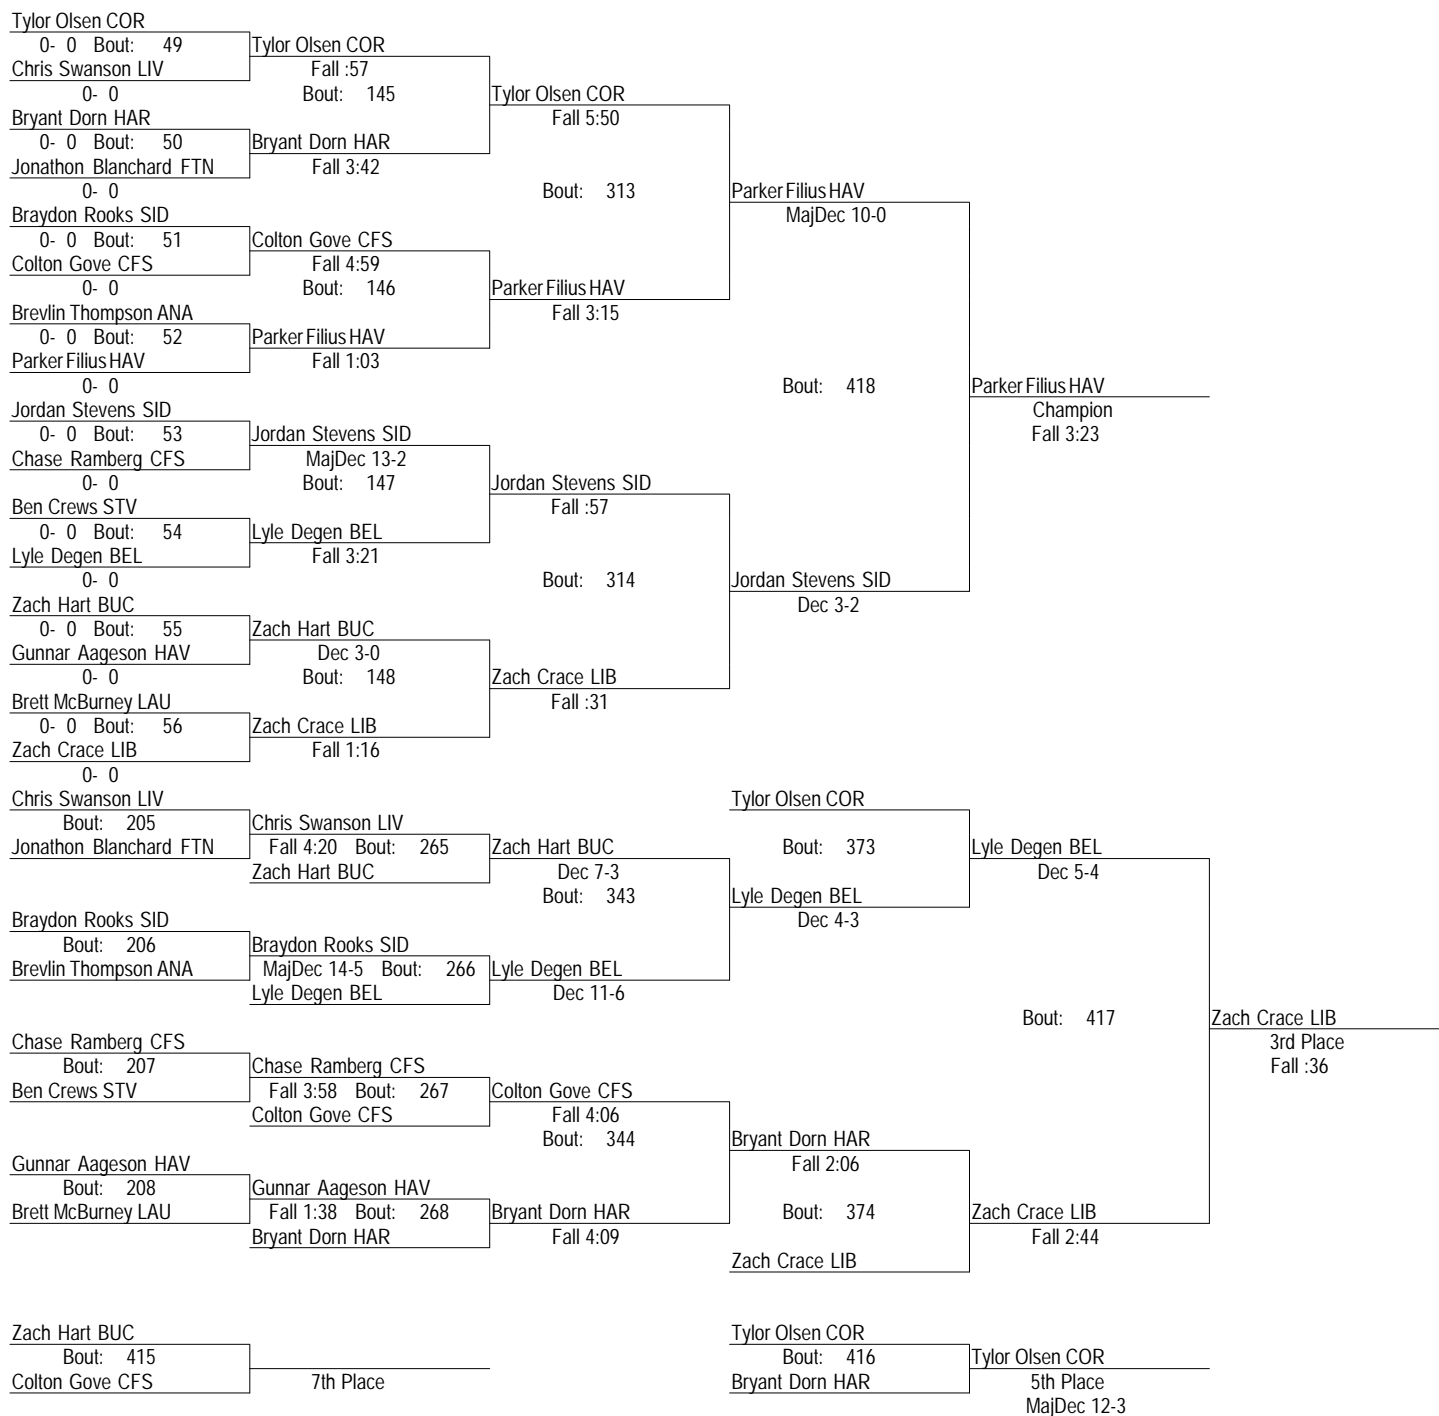 Tylor Olsen COR
0- 0 Bout: 49 Tylor Olsen COR
Chris Swanson LIV Fall :57
0- 0 Bout: 145 Tylor Olsen COR
Bryant Dorn HAR Fall 5:50
0- 0 Bout: 50 Bryant Dorn HAR
Jonathon Blanchard FTN Fall 3:42
0- 0 Bout: 313 Parker Filius HAV
Braydon Rooks SID MajDec 10-0
0- 0 Bout: 51 Colton Gove CFS
Colton Gove CFS Fall 4:59
0- 0 Bout: 146 Parker Filius HAV
Brevlin Thompson ANA Fall 3:15
0- 0 Bout: 52 Parker Filius HAV
Parker Filius HAV Fall 1:03
0- 0 Bout: 418 Parker Filius HAV
Jordan Stevens SID Champion
0- 0 Bout: 53 Jordan Stevens SID Fall 3:23
Chase Ramberg CFS MajDec 13-2
0- 0 Bout: 147 Jordan Stevens SID
Ben Crews STV Fall :57
0- 0 Bout: 54 Lyle Degen BEL
Lyle Degen BEL Fall 3:21
0- 0 Bout: 314 Jordan Stevens SID
Zach Hart BUC Dec 3-2
0- 0 Bout: 55 Zach Hart BUC
Gunnar Aageson HAV Dec 3-0
0- 0 Bout: 148 Zach Crace LIB
Brett McBurney LAU Fall :31
0- 0 Bout: 56 Zach Crace LIB
Zach Crace LIB Fall 1:16
0- 0
Chris Swanson LIV Tylor Olsen COR
Bout: 205 Chris Swanson LIV
Jonathon Blanchard FTN Fall 4:20 Bout: 265 Zach Hart BUC Bout: 373 Lyle Degen BEL
Zach Hart BUC Dec 7-3 Dec 5-4
Bout: 343 Lyle Degen BEL
Braydon Rooks SID Dec 4-3
Bout: 206 Braydon Rooks SID
Brevlin Thompson ANA MajDec 14-5 Bout: 266 Lyle Degen BEL
Lyle Degen BEL Dec 11-6
Bout: 417 Zach Crace LIB
Chase Ramberg CFS 3rd Place
Bout: 207 Chase Ramberg CFS Fall :36
Ben Crews STV Fall 3:58 Bout: 267 Colton Gove CFS
Colton Gove CFS Fall 4:06
Bout: 344 Bryant Dorn HAR
Gunnar Aageson HAV Fall 2:06
Bout: 208 Gunnar Aageson HAV
Brett McBurney LAU Fall 1:38 Bout: 268 Bryant Dorn HAR Bout: 374 Zach Crace LIB
Bryant Dorn HAR Fall 4:09 Fall 2:44
Zach Crace LIB
Zach Hart BUC Tylor Olsen COR
Bout: 415 Bout: 416 Tylor Olsen COR
Colton Gove CFS 7th Place Bryant Dorn HAR 5th Place
MajDec 12-3